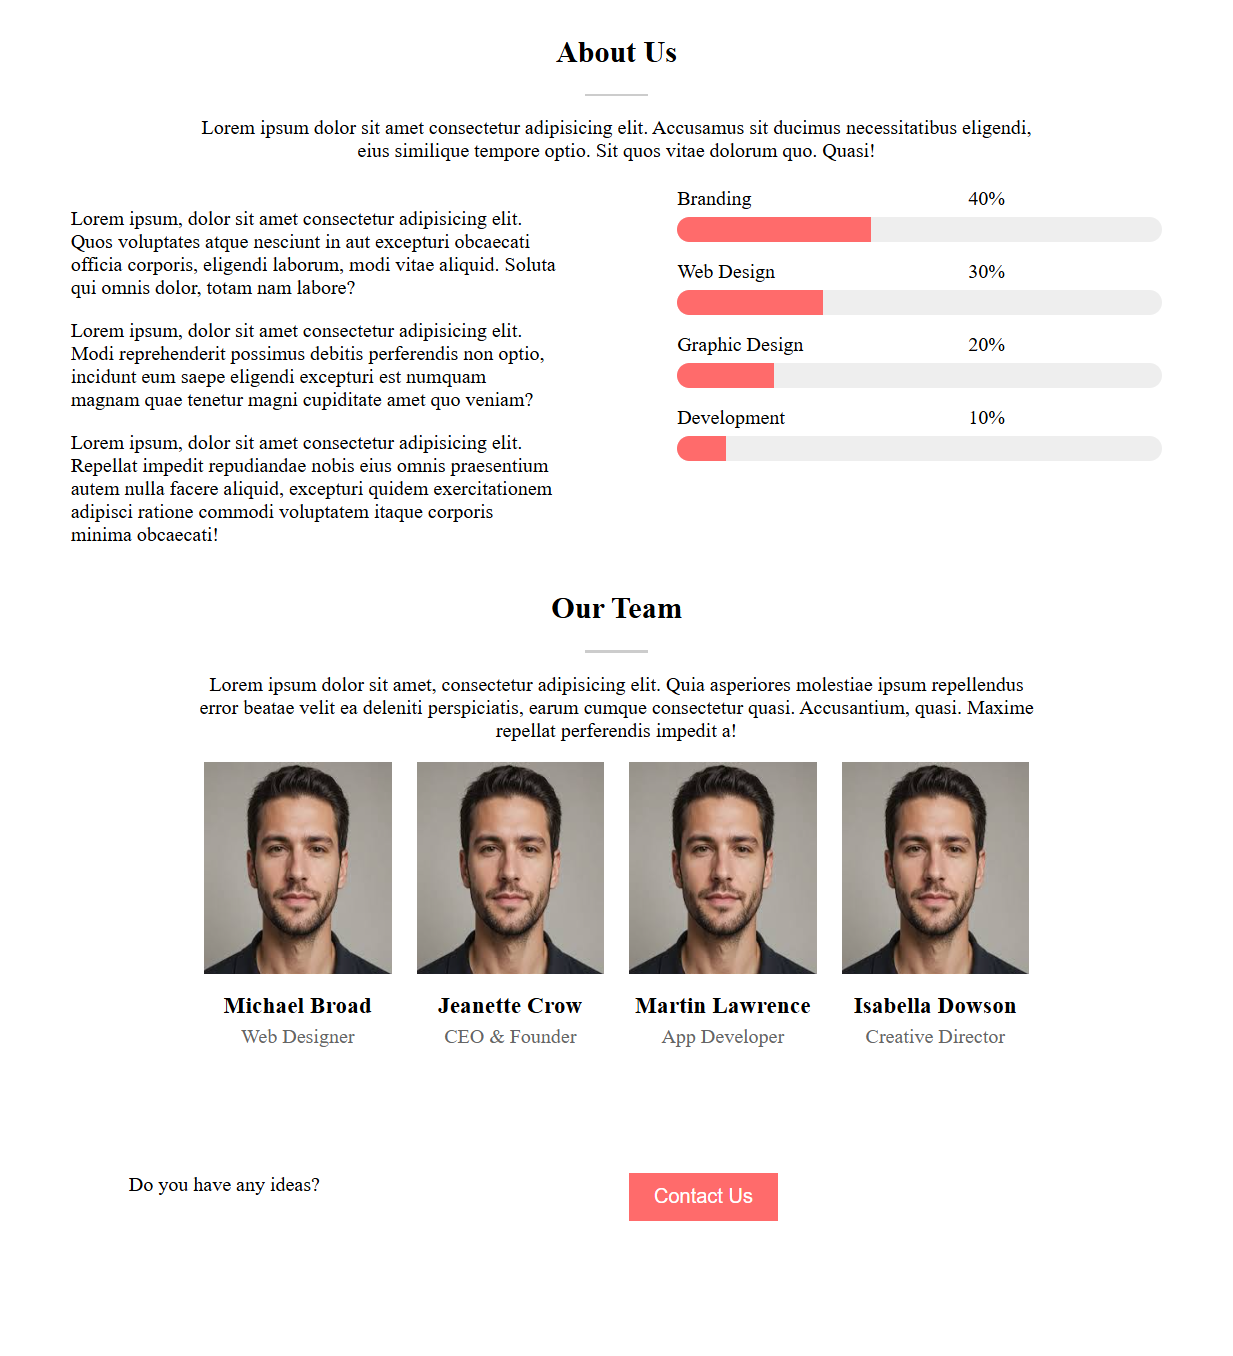 About Us
Lorem ipsum dolor sit amet consectetur adipisicing elit. Accusamus sit ducimus necessitatibus eligendi,
eius similique tempore optio. Sit quos vitae dolorum quo. Quasi!
Lorem ipsum, dolor sit amet consectetur adipisicing elit.
Quos voluptates atque nesciunt in aut excepturi obcaecati
officia corporis, eligendi laborum, modi vitae aliquid. Soluta
qui omnis dolor, totam nam labore?
Lorem ipsum, dolor sit amet consectetur adipisicing elit.
Modi reprehenderit possimus debitis perferendis non optio,
incidunt eum saepe eligendi excepturi est numquam
magnam quae tenetur magni cupiditate amet quo veniam?
Lorem ipsum, dolor sit amet consectetur adipisicing elit.
Repellat impedit repudiandae nobis eius omnis praesentium
autem nulla facere aliquid, excepturi quidem exercitationem
adipisci ratione commodi voluptatem itaque corporis
minima obcaecati!
Branding 40%
Web Design 30%
Graphic Design 20%
Development 10%
Our Team
Lorem ipsum dolor sit amet, consectetur adipisicing elit. Quia asperiores molestiae ipsum repellendus
error beatae velit ea deleniti perspiciatis, earum cumque consectetur quasi. Accusantium, quasi. Maxime
repellat perferendis impedit a!
Michael Broad
Web Designer
Jeanette Crow
CEO & Founder
Martin Lawrence
App Developer
Isabella Dowson
Creative Director
Do you have any ideas?
Contact Us